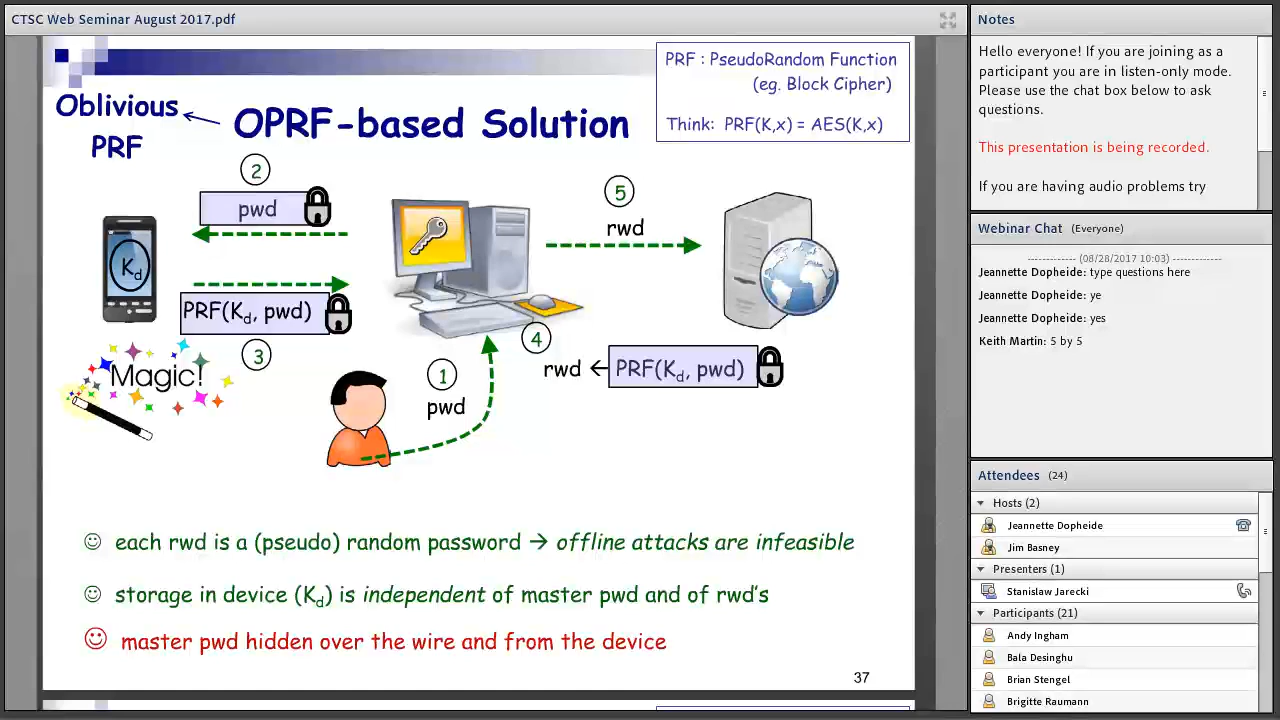 CTSC Web Seminar August 2017.pdf
PRF : PseudoRandom Function
(eg. Block Cipher)
Think: PRF(K,x) = AES(K,x)
Oblivious
PRF
OPRF-based Solution
2
pwd
5
rwd
Kd
PRF(Kd, pwd)
3
Magic!
4
rwd ← PRF(Kd, pwd)
1
pwd
each rwd is a (pseudo) random password → offline attacks are infeasible
storage in device (Kd) is independent of master pwd and of rwd's
master pwd hidden over the wire and from the device
37
Notes
Hello everyone! If you are joining as a
participant you are in listen-only mode.
Please use the chat box below to ask
questions.
This presentation is being recorded.
If you are having audio problems try
Webinar Chat (Everyone)
------------- (08/28/2017 10:03) -------------
Jeannette Dopheide: type questions here
Jeannette Dopheide: ye
Jeannette Dopheide: yes
Keith Martin: 5 by 5
Attendees (24)
Hosts (2)
Jeannette Dopheide
Jim Basney
Presenters (1)
Stanislaw Jarecki
Participants (21)
Andy Ingham
Bala Desinghu
Brian Stengel
Brigitte Raumann